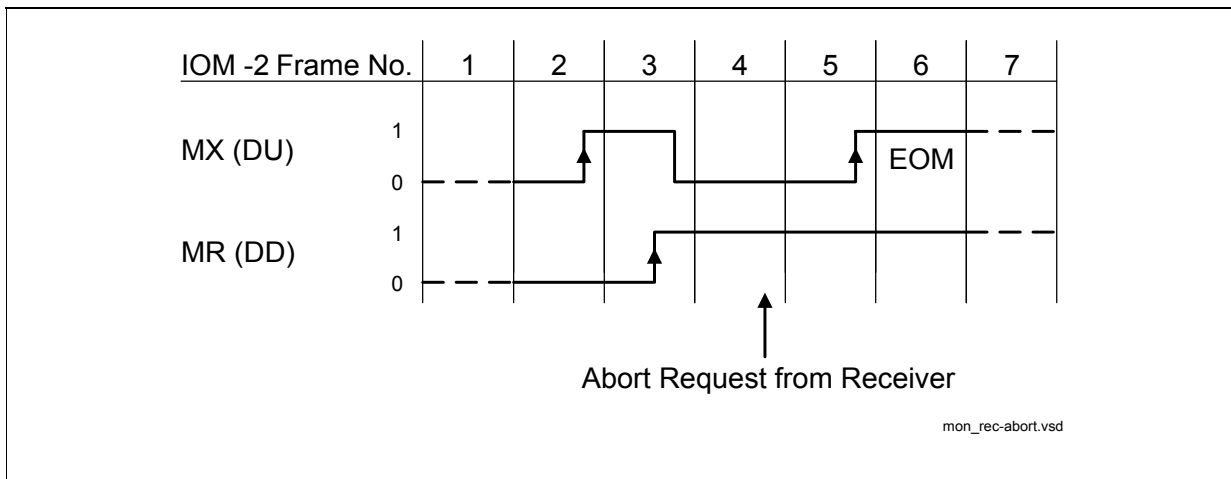 IOM -2 Frame No. 1 2 3 4 5 6 7
MX (DU) 1
0
EOM
MR (DD) 1
0
Abort Request from Receiver
mon_rec-abort.vsd